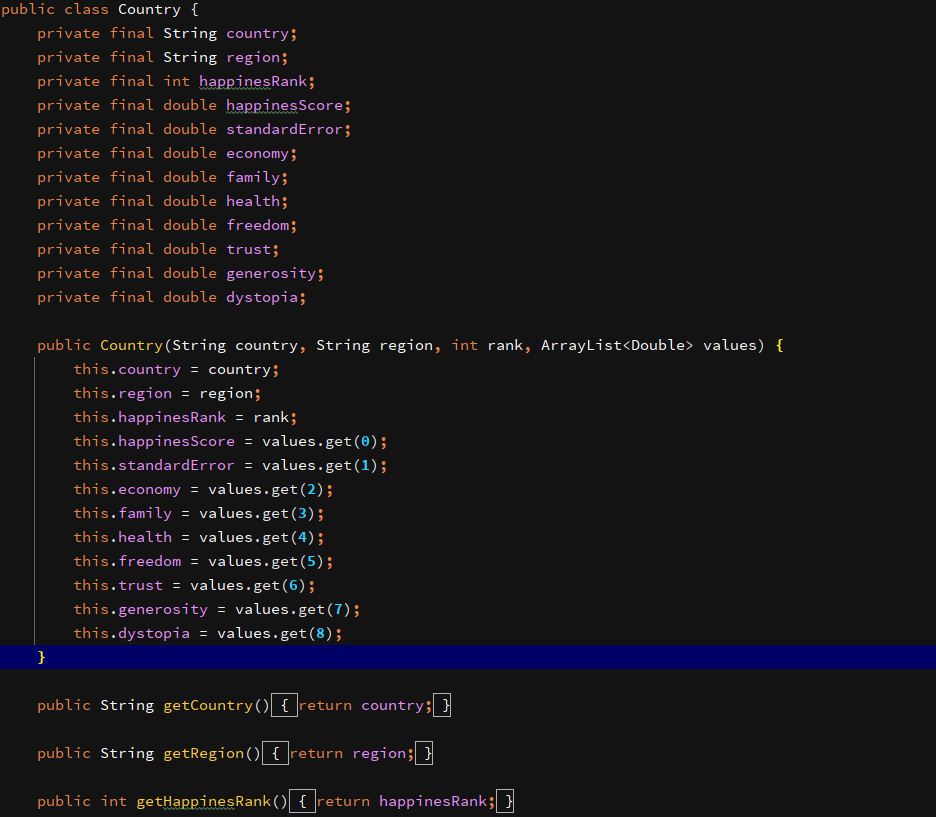 public class Country {
    private final String country;
    private final String region;
    private final int happinesRank;
    private final double happinesScore;
    private final double standardError;
    private final double economy;
    private final double family;
    private final double health;
    private final double freedom;
    private final double trust;
    private final double generosity;
    private final double dystopia;

    public Country(String country, String region, int rank, ArrayList<Double> values) {
        this.country = country;
        this.region = region;
        this.happinesRank = rank;
        this.happinesScore = values.get(0);
        this.standardError = values.get(1);
        this.economy = values.get(2);
        this.family = values.get(3);
        this.health = values.get(4);
        this.freedom = values.get(5);
        this.trust = values.get(6);
        this.generosity = values.get(7);
        this.dystopia = values.get(8);
    }

    public String getCountry() { return country; }

    public String getRegion() { return region; }

    public int getHappinesRank() { return happinesRank; }